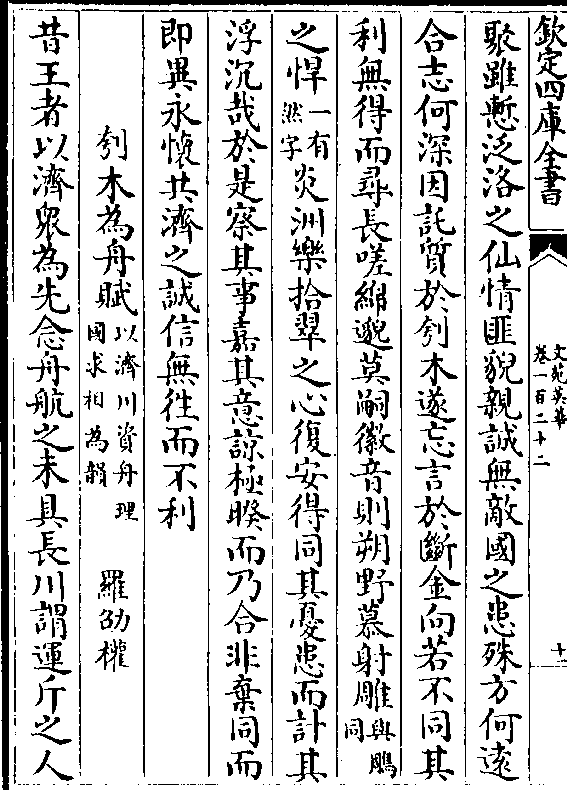 欽定四庫全書
文苑英華
卷一百二十二
十一
聚雖慙泛洛之仙情匪貌親誠無敵國之患殊方何遠
合志何深因託質於刳木遂忘言於斷金向若不同其
利無得而尋長嗟綿邈莫嗣徽音則朔野慕射雕與鵰同
之悍一有然字炎洲樂拾翠之心復安得同其憂患而計其
浮沉哉於是察其事嘉其意諒極暌而乃合非棄同而
即異永懷共濟之誠信無徃而不利
刳木為舟賦以濟川資舟理國求相為韻 羅劭權
昔王者以濟衆為先念舟航之未具長川謂運斤之人